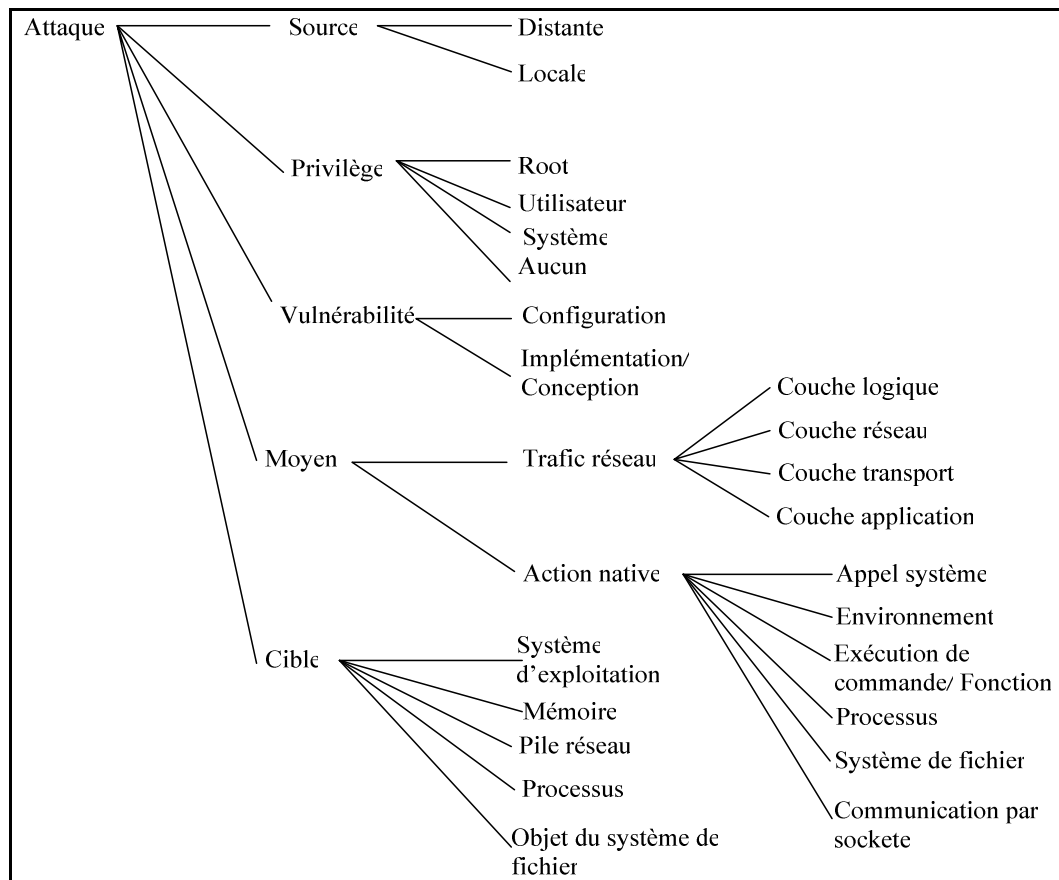 Attaque
Source
Distante
Locale
Privilège
Root
Utilisateur
Système
Aucun
Vulnérabilité
Configuration
Implémentation/
Conception
Moyen
Trafic réseau
Couche logique
Couche réseau
Couche transport
Couche application
Action native
Appel système
Environnement
Exécution de
commande/ Fonction
Processus
Système de fichier
Communication par
sockete
Cible
Système
d'exploitation
Mémoire
Pile réseau
Processus
Objet du système de
fichier